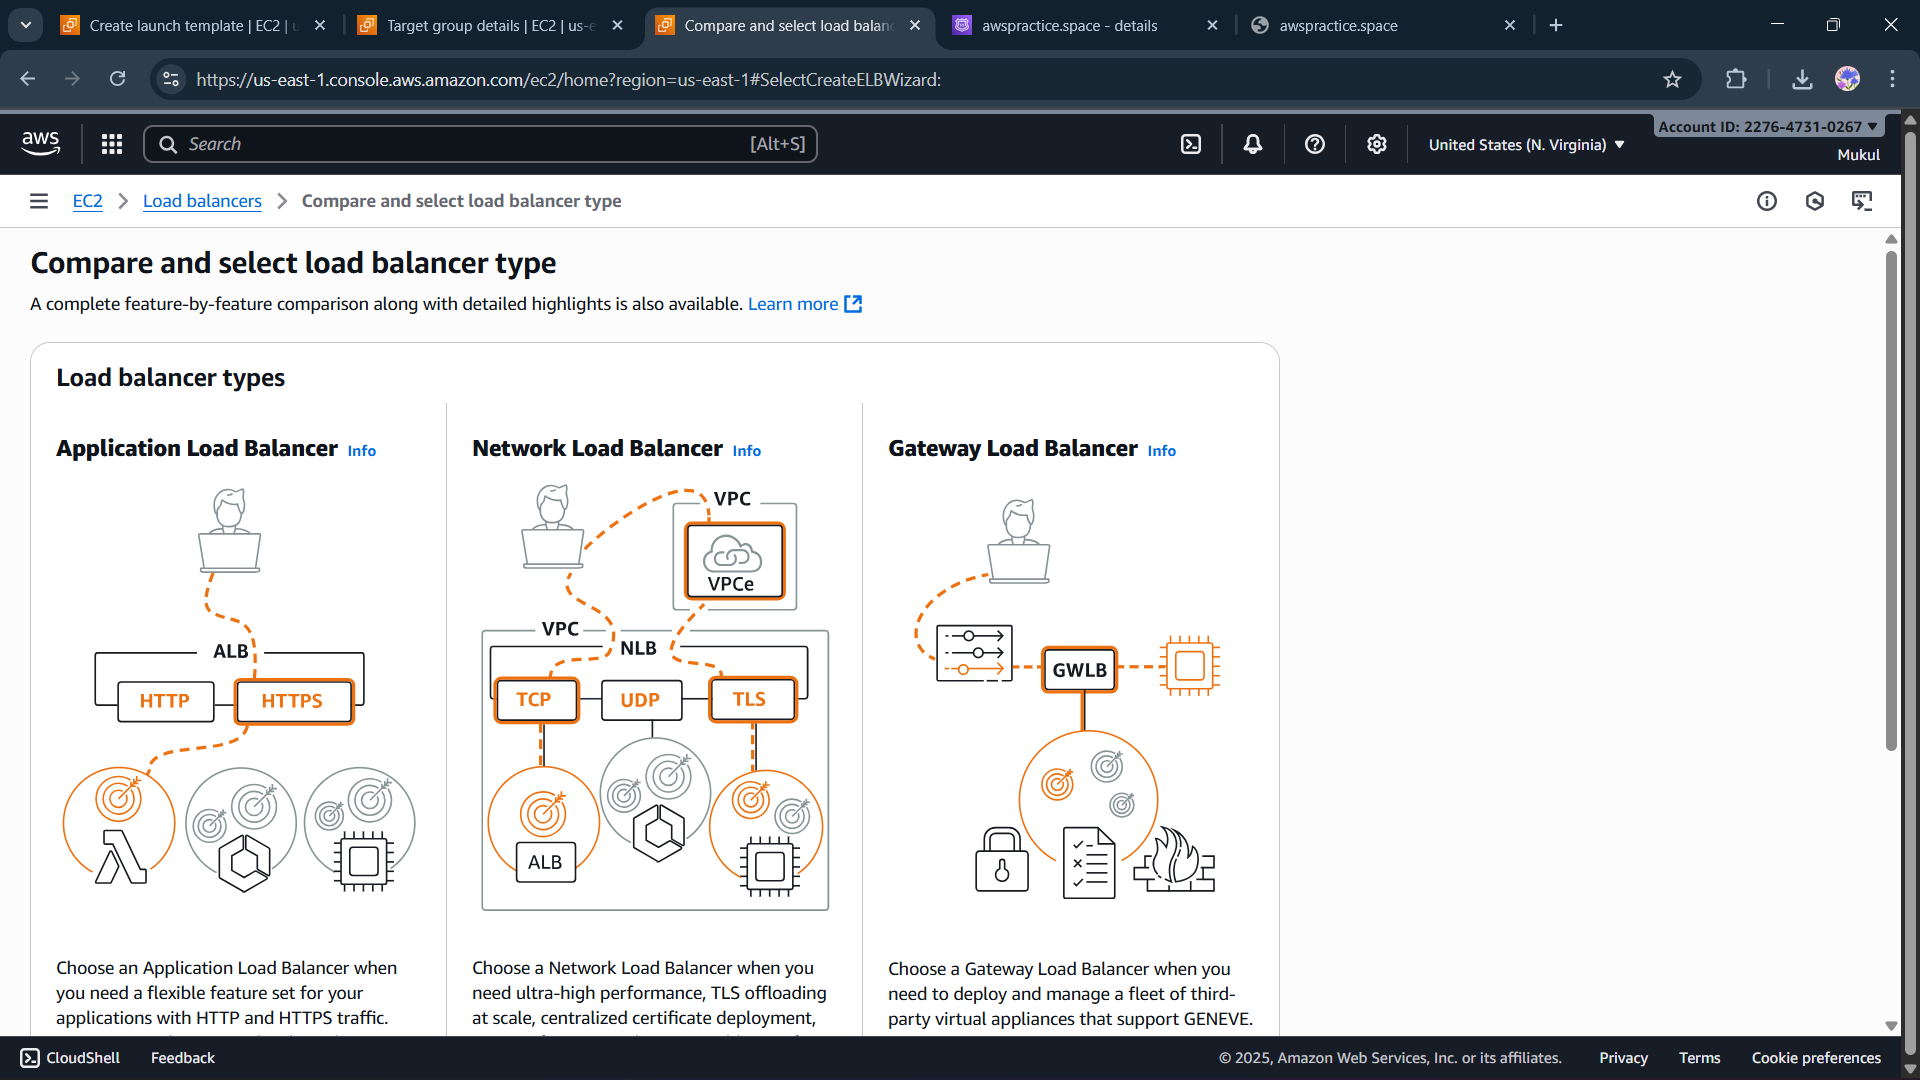 Create launch template | EC2 | u
Target group details | EC2 | us-e
Compare and select load balan
awspractice.space - details
awspractice.space
https://us-east-1.console.aws.amazon.com/ec2/home?region=us-east-1#SelectCreateELBWizard:
aws
Search
[Alt+S]
United States (N. Virginia)
Account ID: 2276-4731-0267
Mukul
EC2
Load balancers
Compare and select load balancer type
Compare and select load balancer type
A complete feature-by-feature comparison along with detailed highlights is also available. Learn more
Load balancer types
Application Load Balancer Info
ALB
HTTP
HTTPS
Choose an Application Load Balancer when
you need a flexible feature set for your
applications with HTTP and HTTPS traffic.
Network Load Balancer Info
VPC
VPCe
VPC
NLB
TCP
UDP
TLS
ALB
Choose a Network Load Balancer when you
need ultra-high performance, TLS offloading
at scale, centralized certificate deployment,
Gateway Load Balancer Info
GWLB
Choose a Gateway Load Balancer when you
need to deploy and manage a fleet of third-
party virtual appliances that support GENEVE.
CloudShell
Feedback
© 2025, Amazon Web Services, Inc. or its affiliates.
Privacy
Terms
Cookie preferences